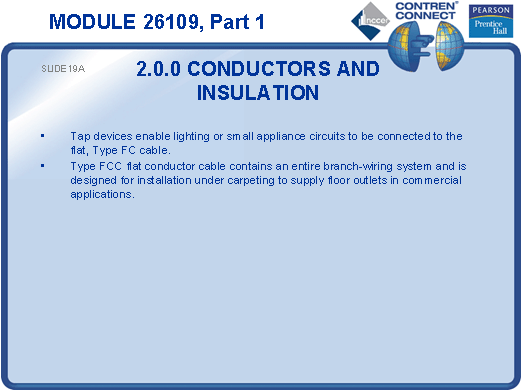 MODULE 26109, Part 1
nccer
CONTREN®
CONNECT
PEARSON
Prentice
Hall
SLIDE 19A
2.0.0 CONDUCTORS AND
INSULATION
• Tap devices enable lighting or small appliance circuits to be connected to the
flat, Type FC cable.
• Type FCC flat conductor cable contains an entire branch-wiring system and is
designed for installation under carpeting to supply floor outlets in commercial
applications.